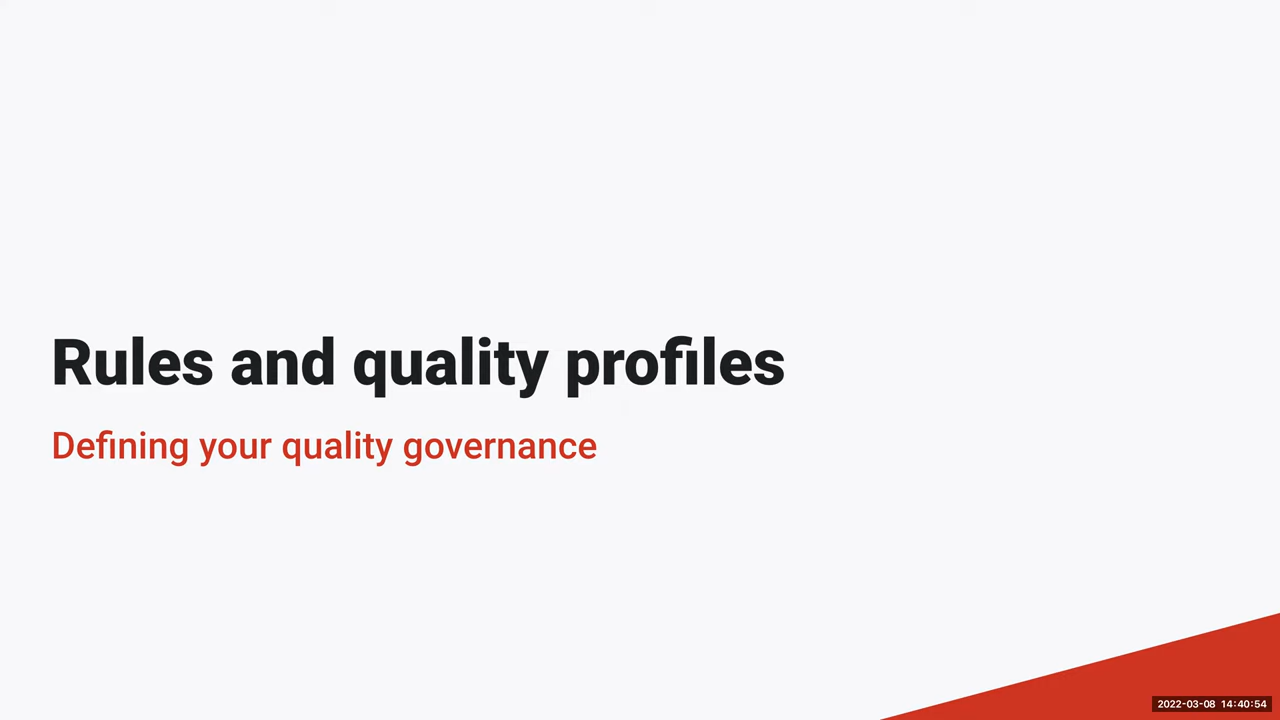 Rules and quality profiles
Defining your quality governance
2022-03-08 14:40:54